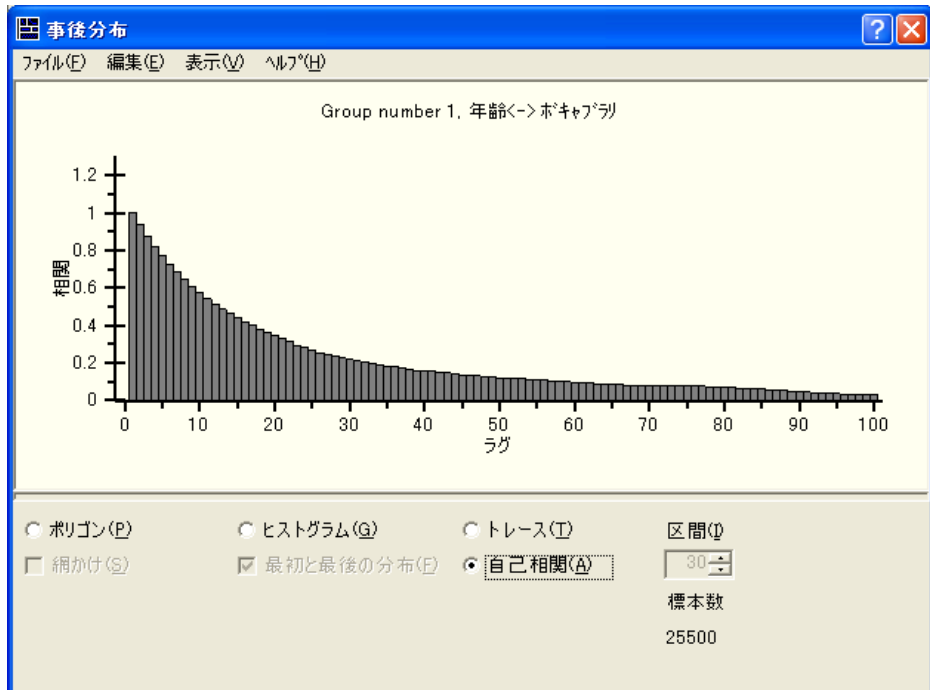 事後分布
ファイル(F) 編集(E) 表示(V) ヘルプ(H)
Group number 1, 年齢<-> ボキャブラリ
1.2
1
0.8
0.6
0.4
0.2
0
相関
0 10 20 30 40 50 60 70 80 90 100
ラグ
ポリゴン(P) ヒストグラム(G) トレース(T) 区間(I)
網かけ(S) 最初と最後の分布(F) 自己相関(A) 30
標本数
25500